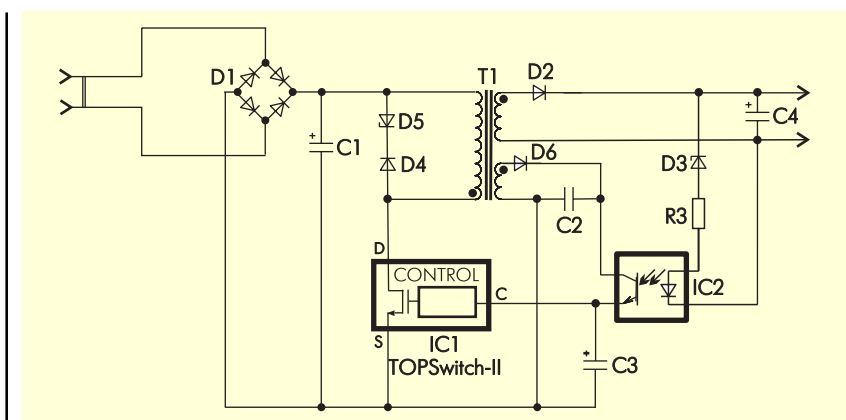 D1
T1
D2
+
C1
D5
D4
D6
C2
+
C4
D3
R3
D
CONTROL
C
S
IC1
TOPSwitch-II
IC2
+
C3